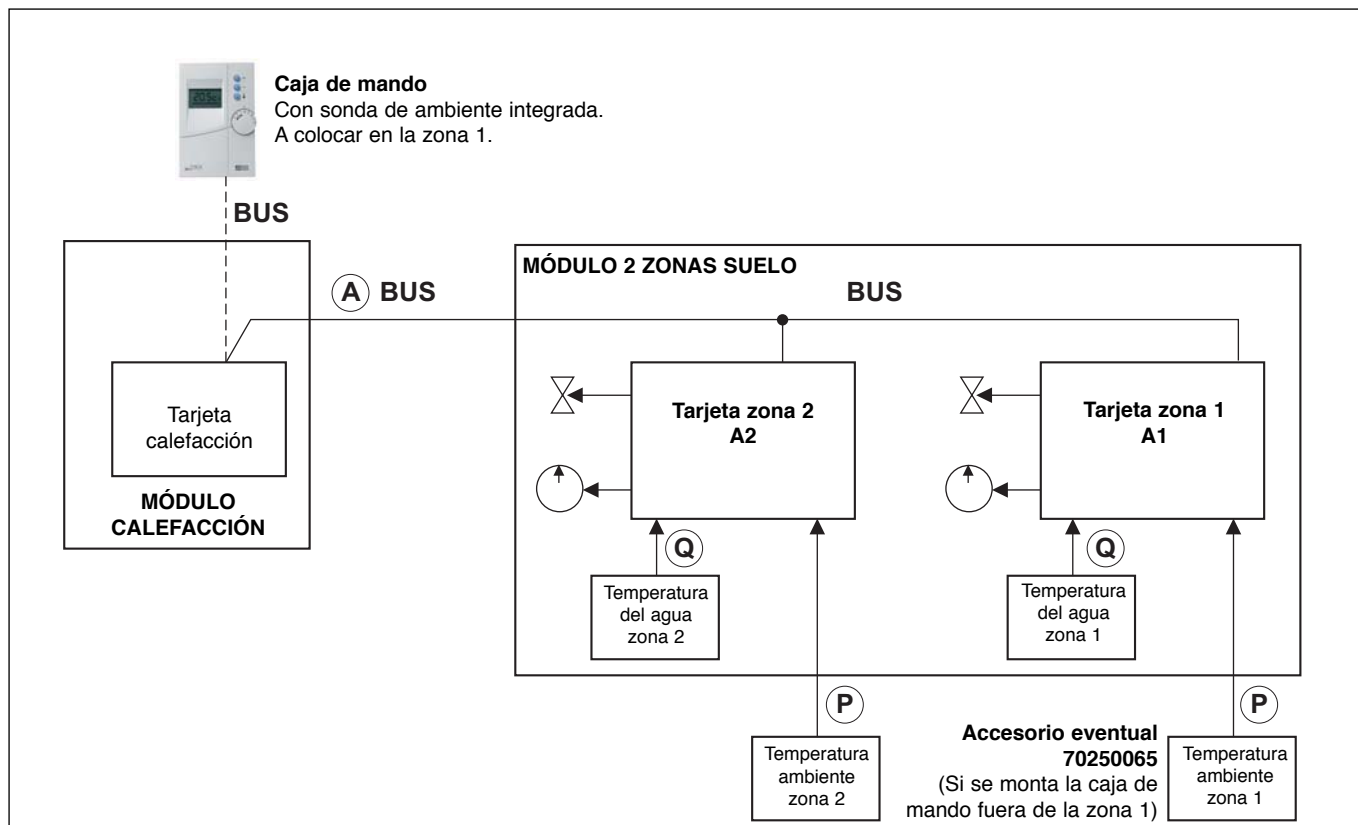 Caja de mando
Con sonda de ambiente integrada.
A colocar en la zona 1.
BUS
A BUS
MÓDULO 2 ZONAS SUELO
BUS
Tarjeta
calefacción
MÓDULO
CALEFACCIÓN
Tarjeta zona 2
A2
Tarjeta zona 1
A1
Q
Q
Temperatura
del agua
zona 2
Temperatura
del agua
zona 1
P
P
Temperatura
ambiente
zona 2
Accesorio eventual
70250065
(Si se monta la caja de
mando fuera de la zona 1)
Temperatura
ambiente
zona 1